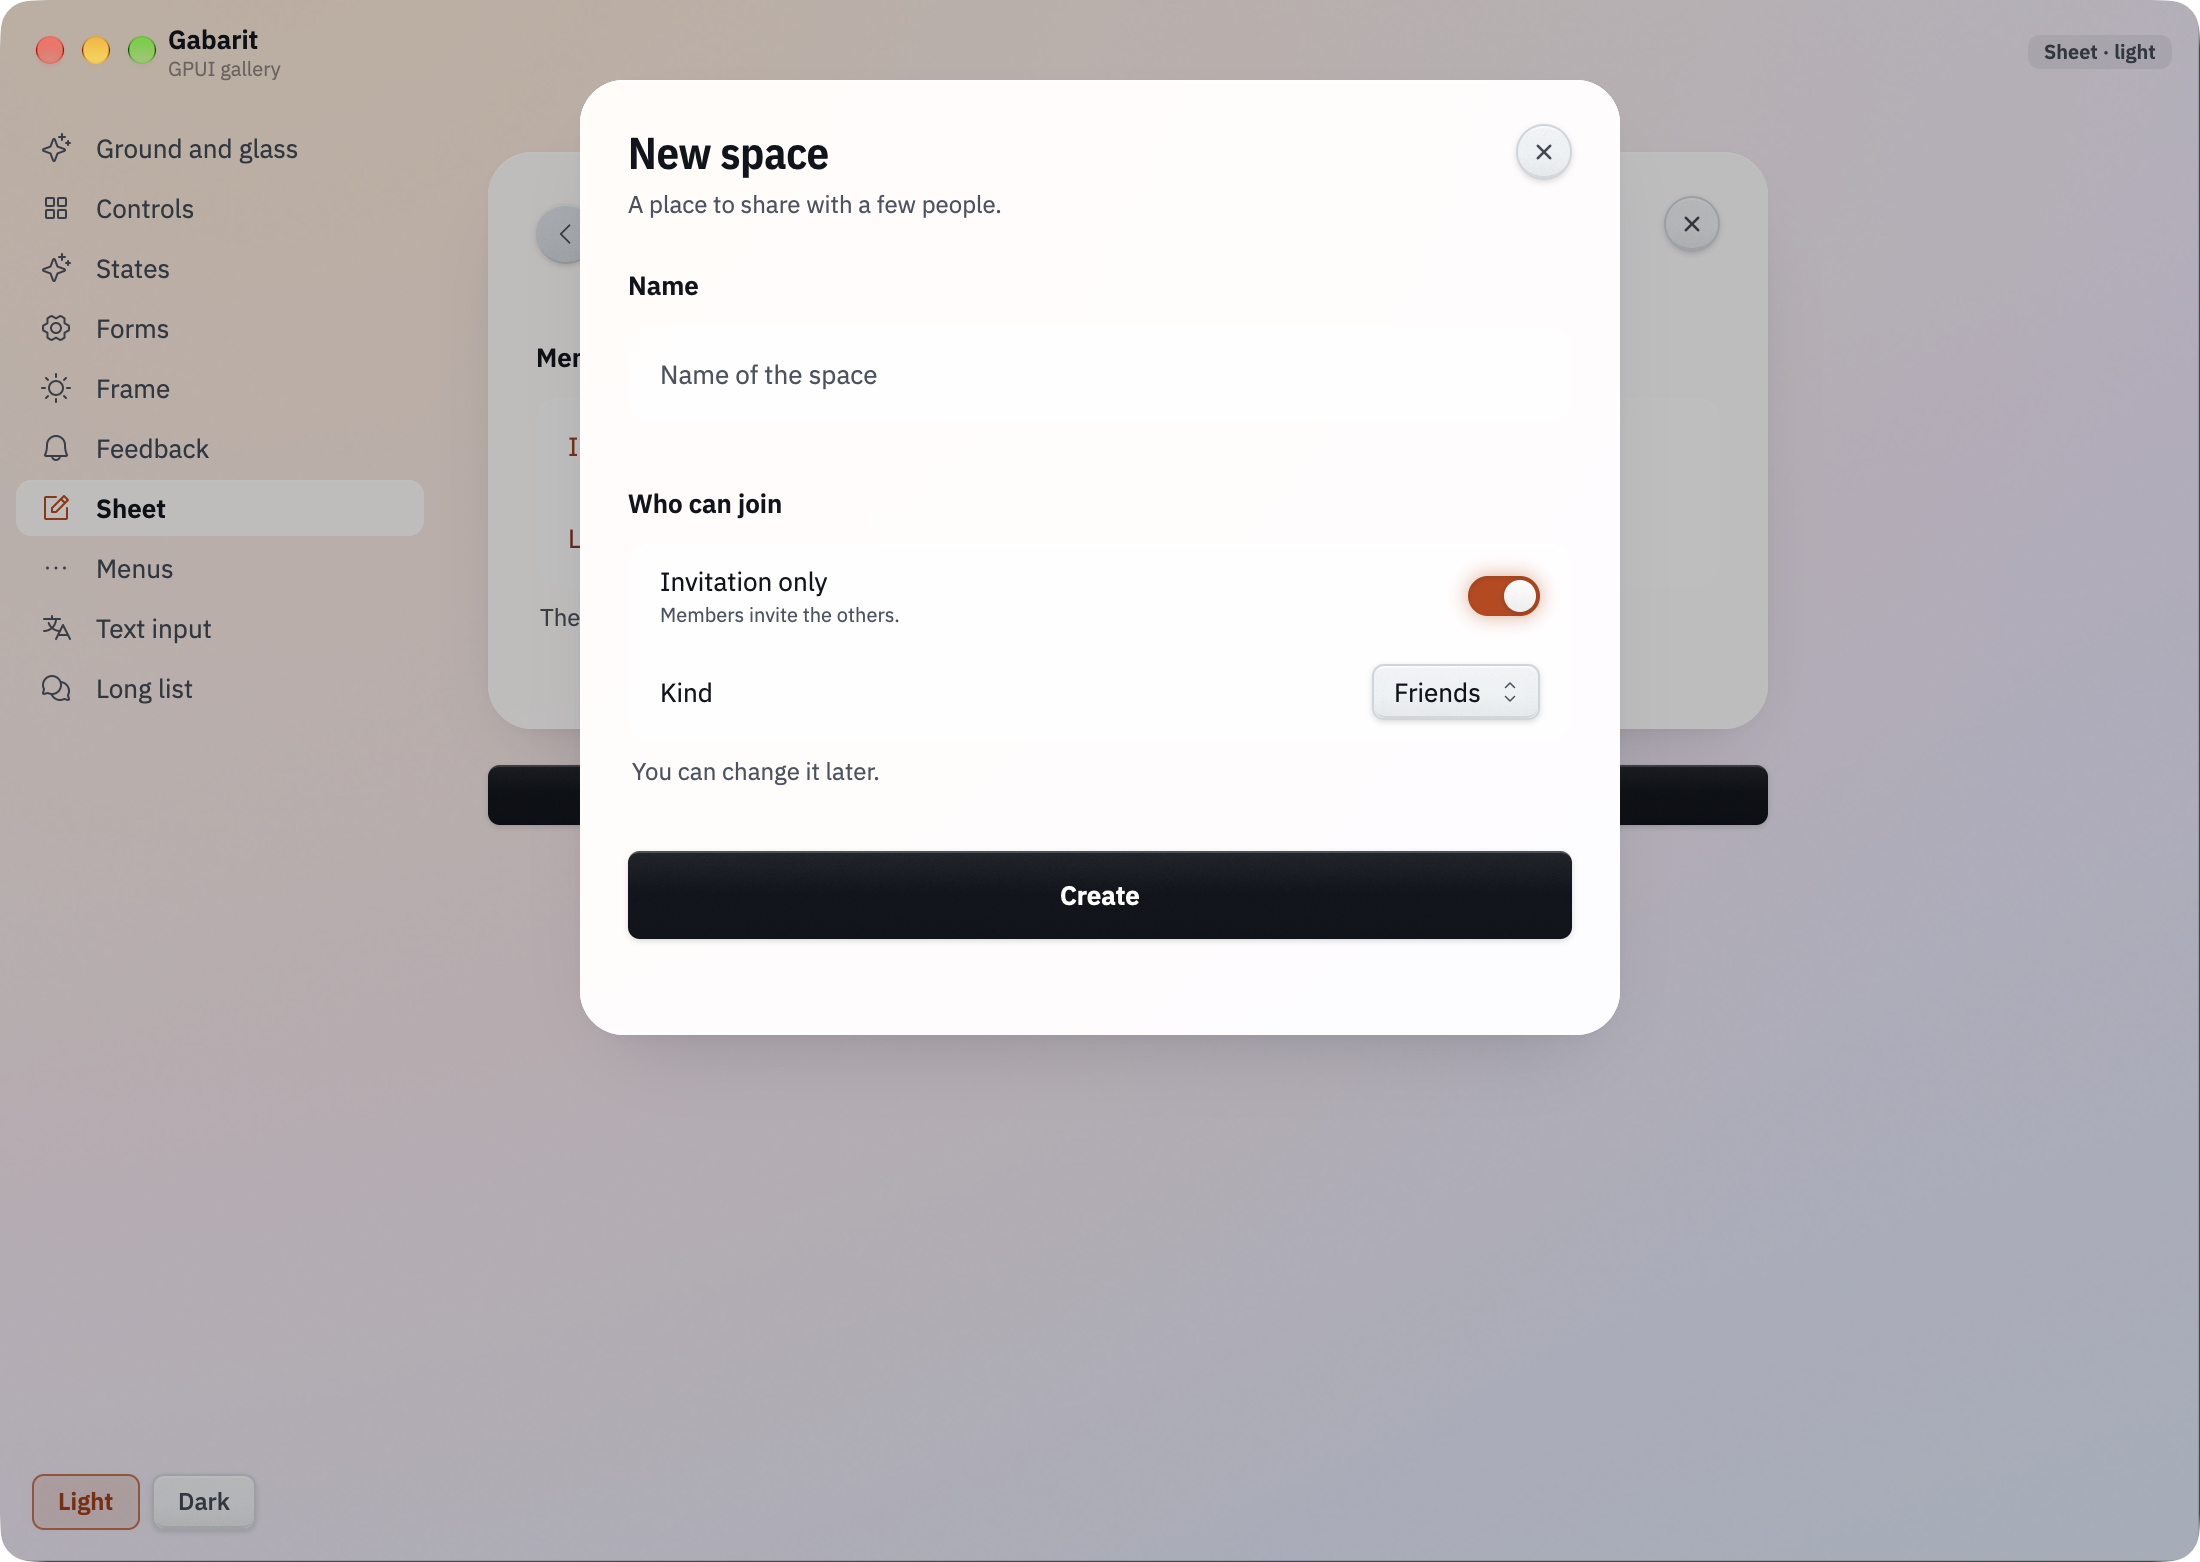 Gabarit
GPUI gallery
Sheet · light
Ground and glass
Controls
States
Forms
Frame
Feedback
Sheet
Menus
Text input
Long list
Light
Dark
New space
A place to share with a few people.
Name
Name of the space
Who can join
Invitation only
Members invite the others.
Kind
Friends
You can change it later.
Create
The